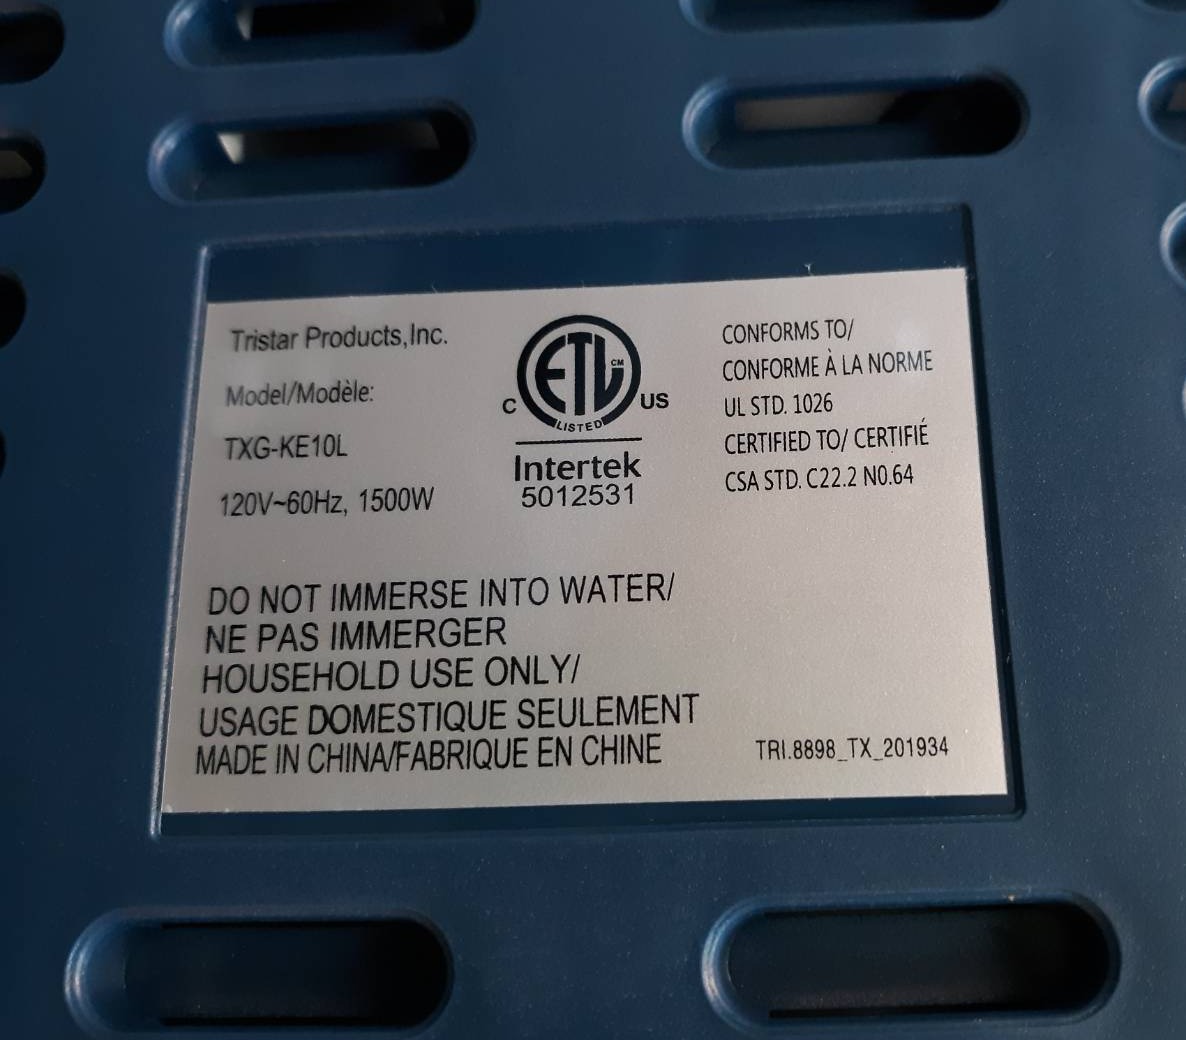 Tristar Products,Inc.
Model/Modèle:
TXG-KE10L
120V~60Hz, 1500W
ETL CM
C US
LISTED
Intertek
5012531
CONFORMS TO/
CONFORME À LA NORME
UL STD. 1026
CERTIFIED TO/ CERTIFIÉ
CSA STD. C22.2 N0.64
DO NOT IMMERSE INTO WATER/
NE PAS IMMERGER
HOUSEHOLD USE ONLY/
USAGE DOMESTIQUE SEULEMENT
MADE IN CHINA/FABRIQUE EN CHINE
TRI.8898_TX_201934